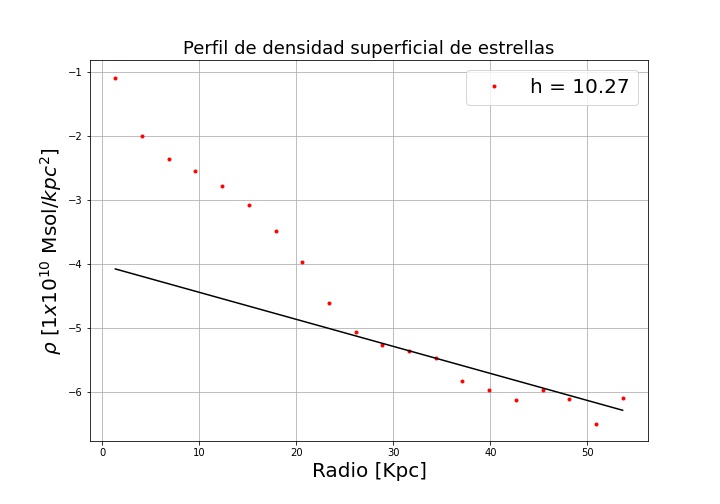 Perfil de densidad superficial de estrellas
h = 10.27
ρ [1x10¹⁰ Msol/kpc²]
−1
−2
−3
−4
−5
−6
0 10 20 30 40 50
Radio [Kpc]